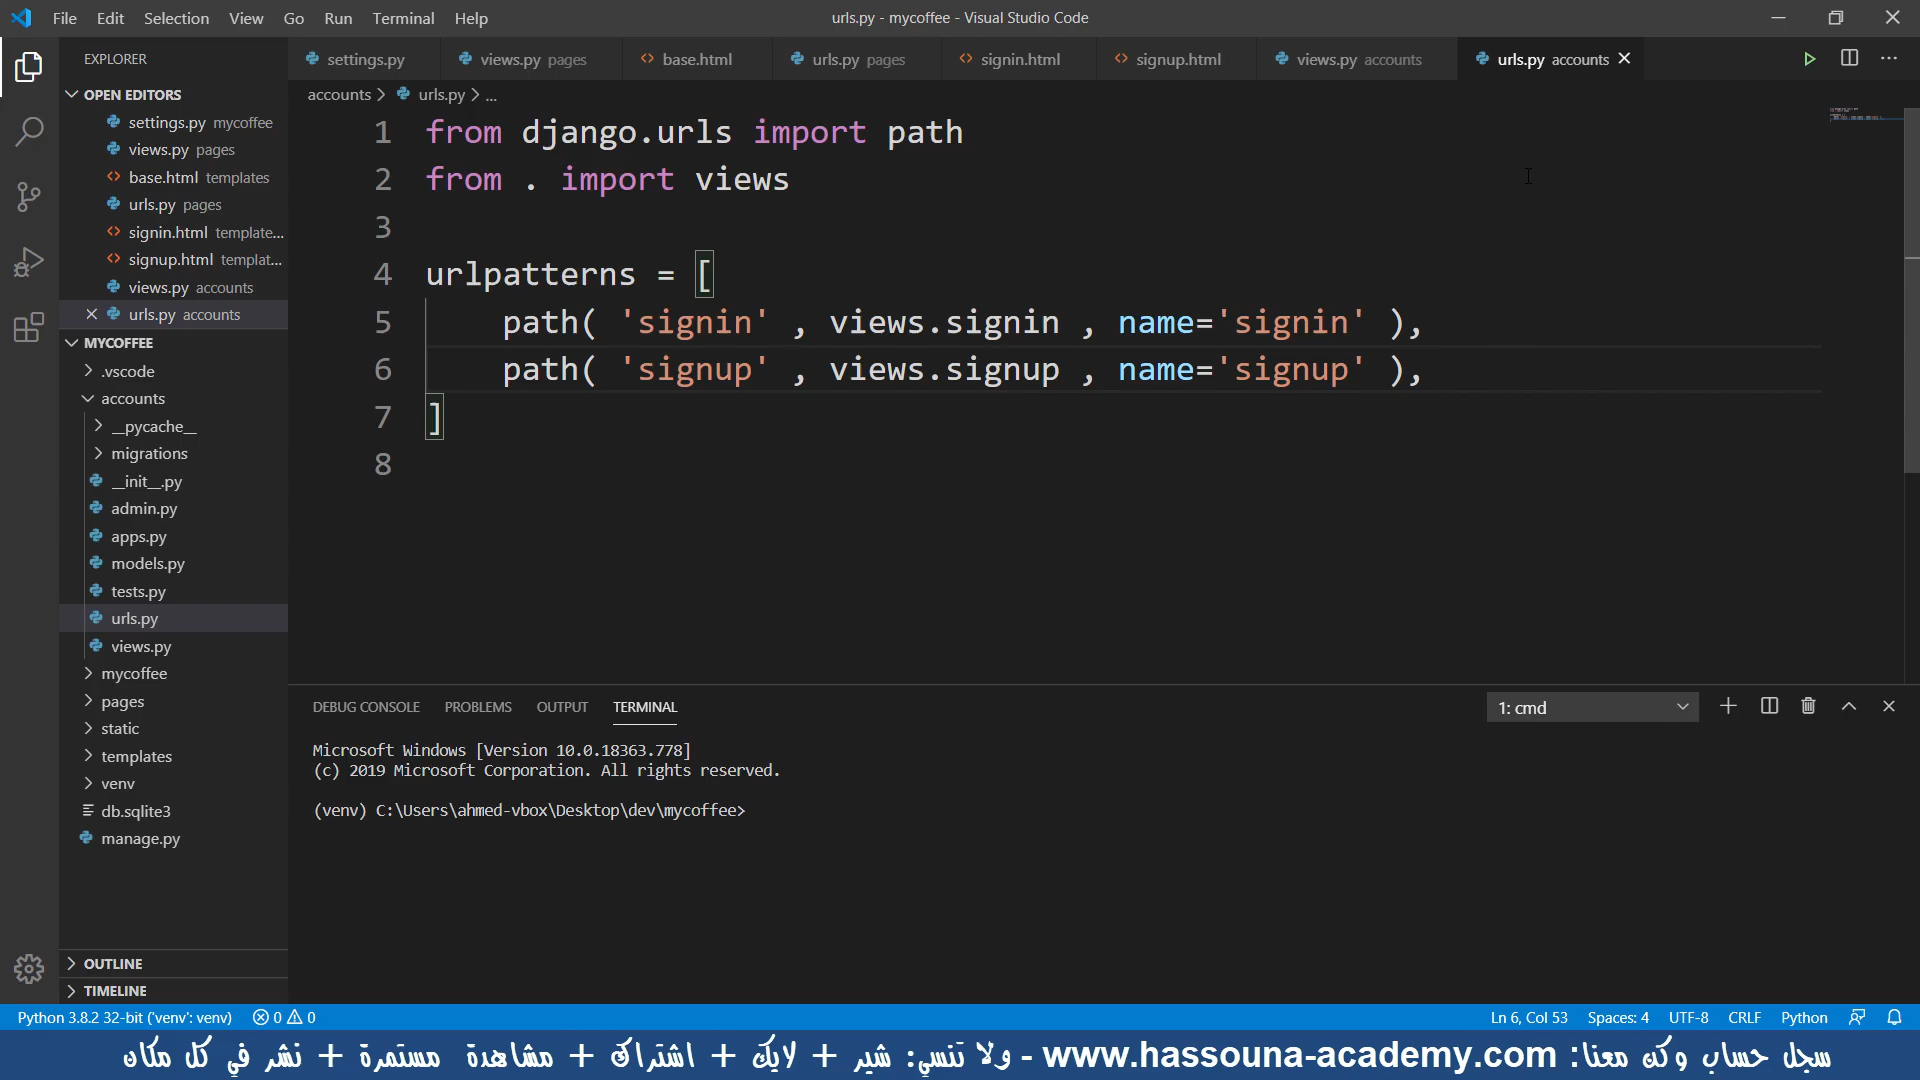 File Edit Selection View Go Run Terminal Help
urls.py - mycoffee - Visual Studio Code
EXPLORER
OPEN EDITORS
settings.py mycoffee
views.py pages
base.html templates
urls.py pages
signin.html template...
signup.html templat...
views.py accounts
urls.py accounts
MYCOFFEE
.vscode
accounts
__pycache__
migrations
__init__.py
admin.py
apps.py
models.py
tests.py
urls.py
views.py
mycoffee
pages
static
templates
venv
db.sqlite3
manage.py
OUTLINE
TIMELINE
settings.py views.py pages base.html urls.py pages signin.html signup.html views.py accounts urls.py accounts
accounts > urls.py > ...
1 from django.urls import path
2 from . import views
3
4 urlpatterns = [
5 path( 'signin' , views.signin , name='signin' ),
6 path( 'signup' , views.signup , name='signup' ),
7 ]
8
DEBUG CONSOLE PROBLEMS OUTPUT TERMINAL
1: cmd
Microsoft Windows [Version 10.0.18363.778]
(c) 2019 Microsoft Corporation. All rights reserved.
(venv) C:\Users\ahmed-vbox\Desktop\dev\mycoffee>
Python 3.8.2 32-bit ('venv': venv) 0 0 Ln 6, Col 53 Spaces: 4 UTF-8 CRLF Python
سجل حساب وكن معنا: www.hassouna-academy.com - ولا تنسي: شير + لايك + اشتراك + مشاهدة مستمرة + نشر في كل مكان